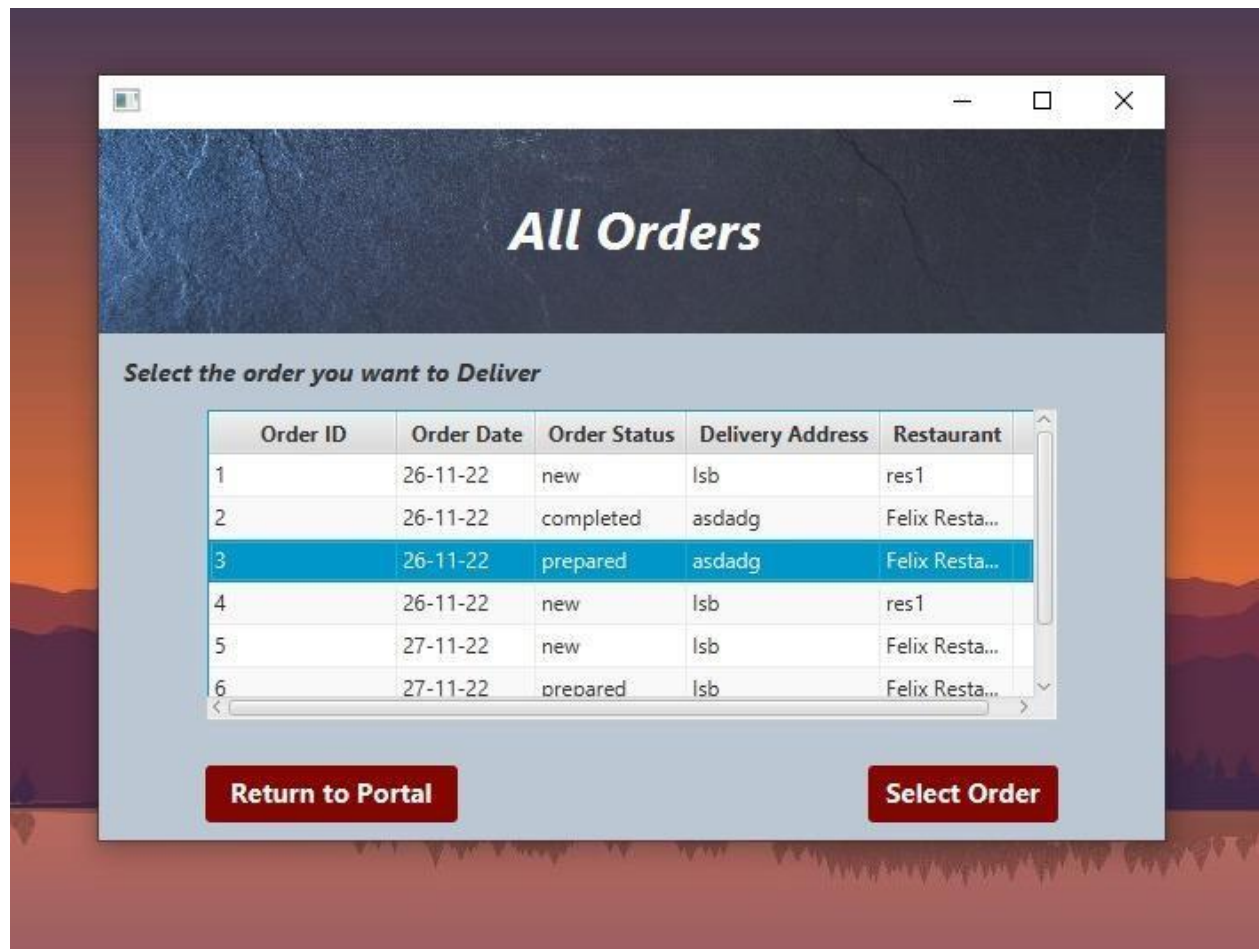 All Orders
Select the order you want to Deliver
Order ID Order Date Order Status Delivery Address Restaurant
1 26-11-22 new Isb res1
2 26-11-22 completed asdadg Felix Resta...
3 26-11-22 prepared asdadg Felix Resta...
4 26-11-22 new Isb res1
5 27-11-22 new Isb Felix Resta...
6 27-11-22 prepared Isb Felix Resta...
Return to Portal Select Order